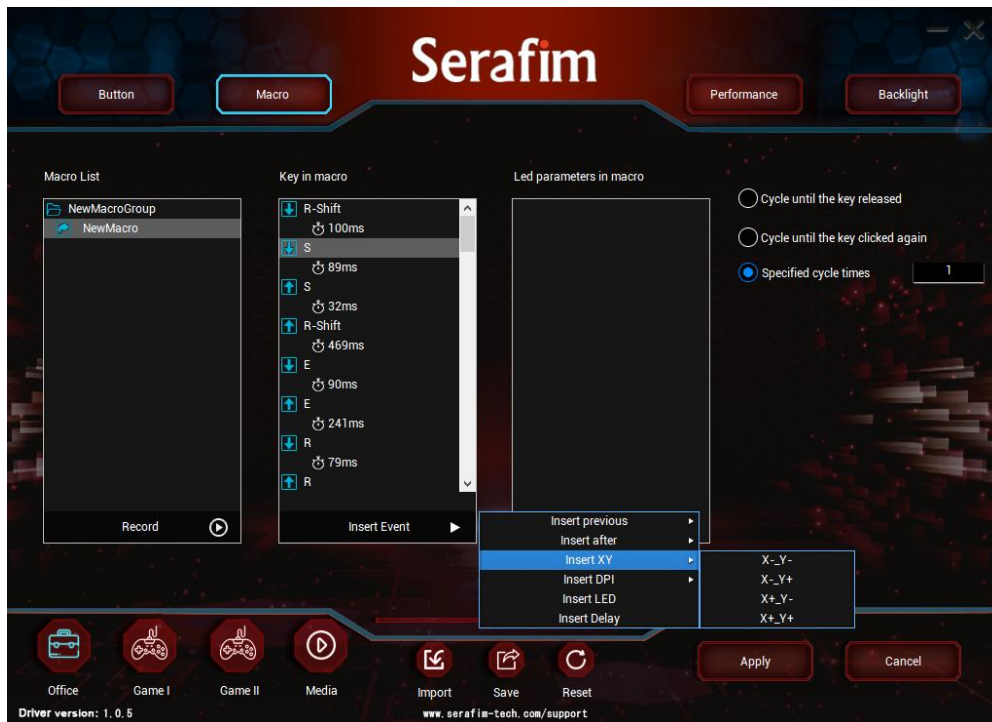 Serafim
Button
Macro
Performance
Backlight
Macro List
NewMacroGroup
NewMacro
Record
Key in macro
R-Shift
100ms
S
89ms
S
32ms
R-Shift
469ms
E
90ms
E
241ms
R
79ms
R
Insert Event
Led parameters in macro
Cycle until the key released
Cycle until the key clicked again
Specified cycle times 1
Insert previous
Insert after
Insert XY
Insert DPI
Insert LED
Insert Delay
X-_Y-
X-_Y+
X+_Y-
X+_Y+
Office
Game I
Game II
Media
Import
Save
Reset
Apply
Cancel
Driver version: 1.0.5
www.serafim-tech.com/support